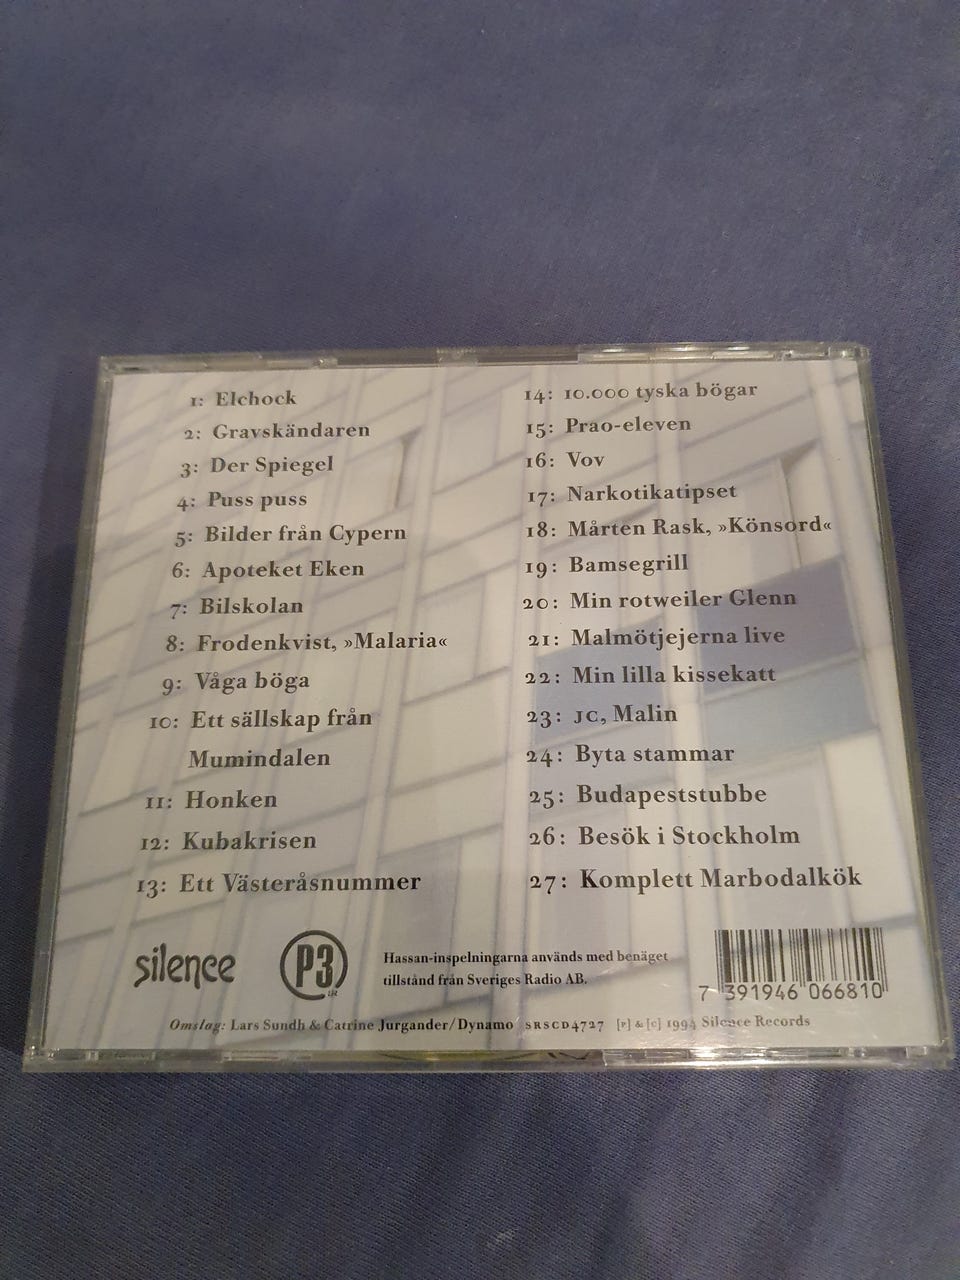 1: Elchock
2: Gravskändaren
3: Der Spiegel
4: Puss puss
5: Bilder från Cypern
6: Apoteket Eken
7: Bilskolan
8: Frodenkvist, »Malaria«
9: Våga böga
10: Ett sällskap från
Mumindalen
11: Honken
12: Kubakrisen
13: Ett Västeråsnummer
14: 10.000 tyska bögar
15: Prao-eleven
16: Vov
17: Narkotikatipset
18: Mårten Rask, »Könsord«
19: Bamsegrill
20: Min rotweiler Glenn
21: Malmötjejerna live
22: Min lilla kissekatt
23: JC, Malin
24: Byta stammar
25: Budapeststubbe
26: Besök i Stockholm
27: Komplett Marbodalkök
silence
P3
Hassan-inspelningarna används med benäget
tillstånd från Sveriges Radio AB.
7 391946 066810
Omslag: Lars Sundh & Catrine Jurgander/Dynamo SRSCD4727 [p] & [c] 1994 Silence Records